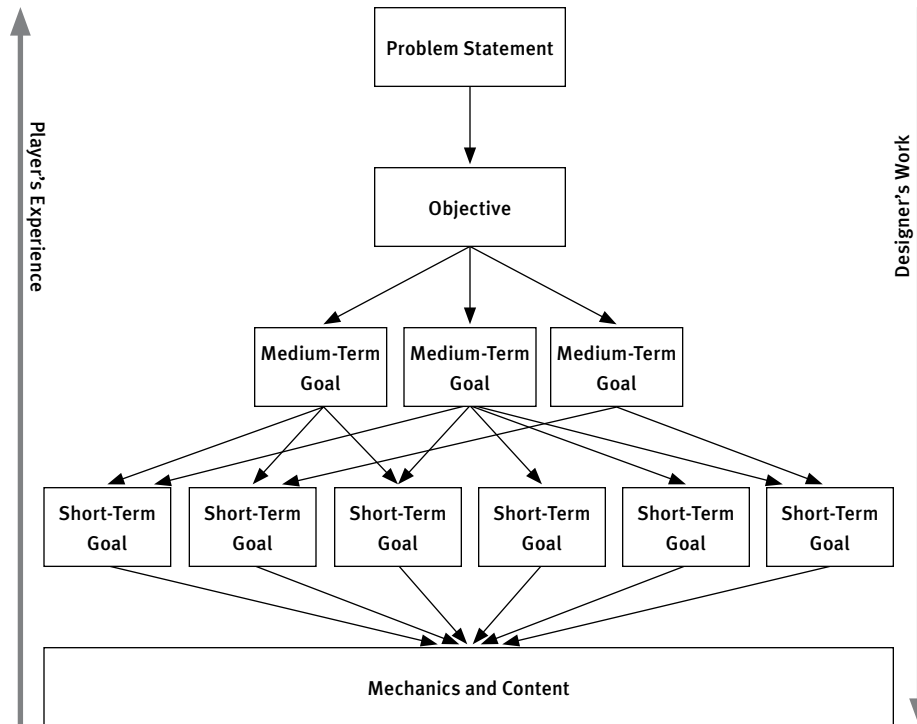 Problem Statement
Player's Experience
Designer's Work
Objective
Medium-Term
Goal
Medium-Term
Goal
Medium-Term
Goal
Short-Term
Goal
Short-Term
Goal
Short-Term
Goal
Short-Term
Goal
Short-Term
Goal
Short-Term
Goal
Mechanics and Content